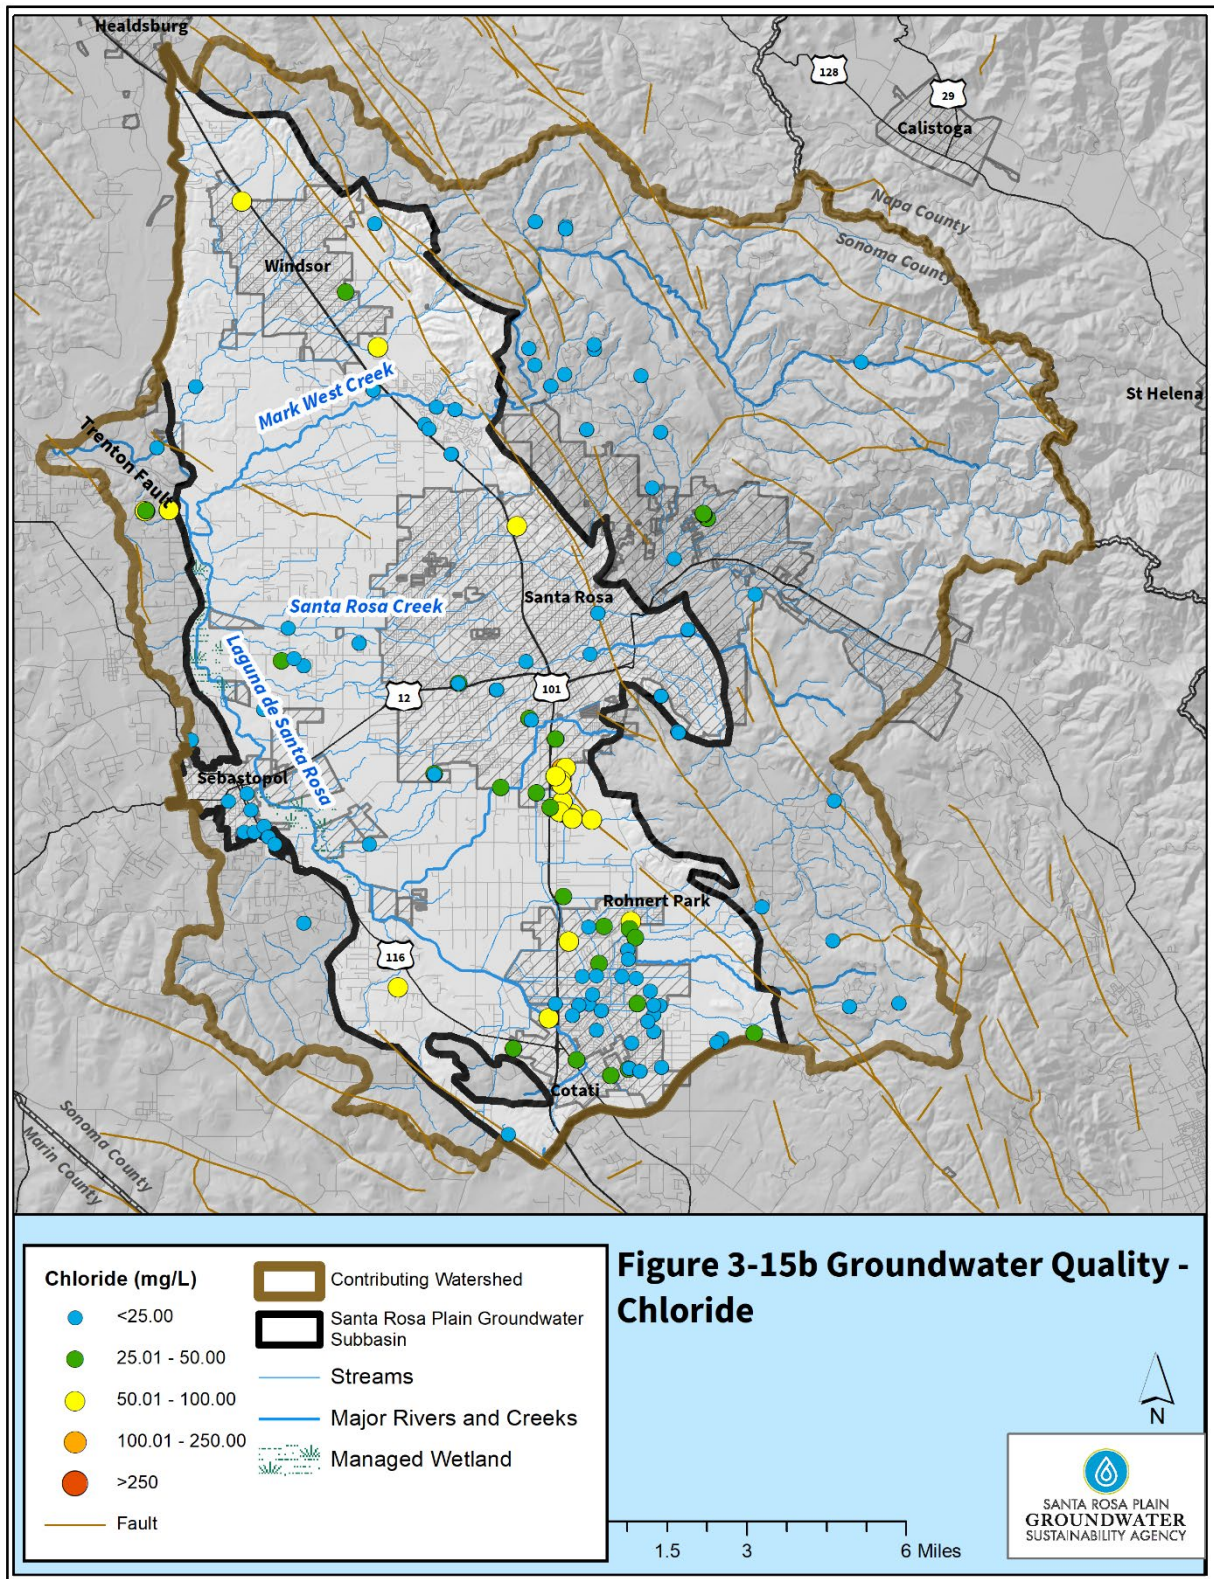 Healdsburg
128
29
Calistoga
Napa County
Sonoma County
Windsor
Mark West Creek
St Helena
Trenton Fault
Santa Rosa Creek
Santa Rosa
Laguna de Santa Rosa
12
101
Sebastopol
Rohnert Park
116
Cotati
Sonoma County
Marin County
Figure 3-15b Groundwater Quality -
Chloride
Chloride (mg/L)
<25.00
25.01 - 50.00
50.01 - 100.00
100.01 - 250.00
>250
Fault
Contributing Watershed
Santa Rosa Plain Groundwater
Subbasin
Streams
Major Rivers and Creeks
Managed Wetland
N
1.5
3
6 Miles
SANTA ROSA PLAIN
GROUNDWATER
SUSTAINABILITY AGENCY